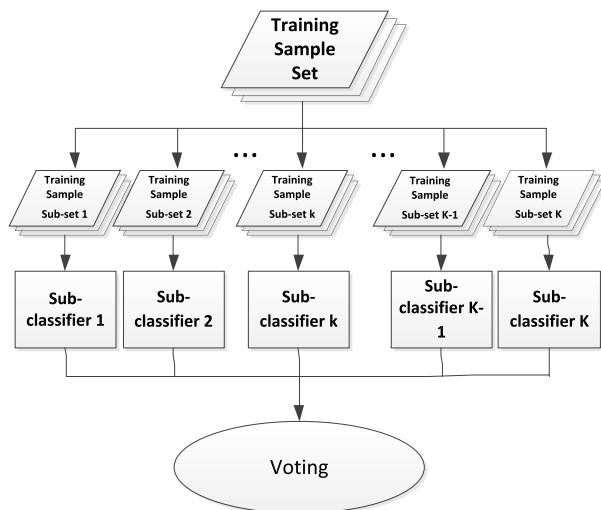 Training
Sample
Set
... ...
Training
Sample
Sub-set 1
Training
Sample
Sub-set 2
Training
Sample
Sub-set k
Training
Sample
Sub-set K-1
Training
Sample
Sub-set K
Sub-
classifier 1
Sub-
classifier 2
Sub-
classifier k
Sub-
classifier K-
1
Sub-
classifier K
Voting